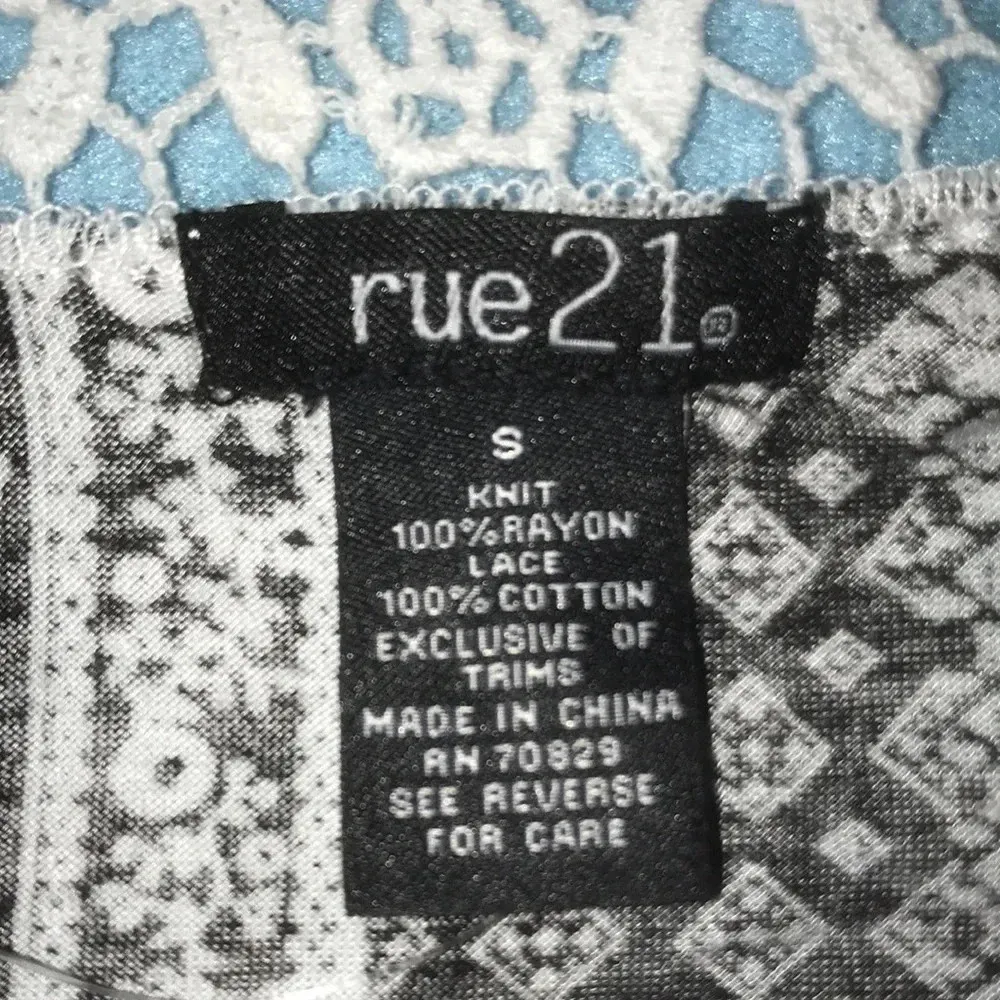 rue21®
S
KNIT
100%RAYON
LACE
100%COTTON
EXCLUSIVE OF
TRIMS
MADE IN CHINA
RN 70829
SEE REVERSE
FOR CARE